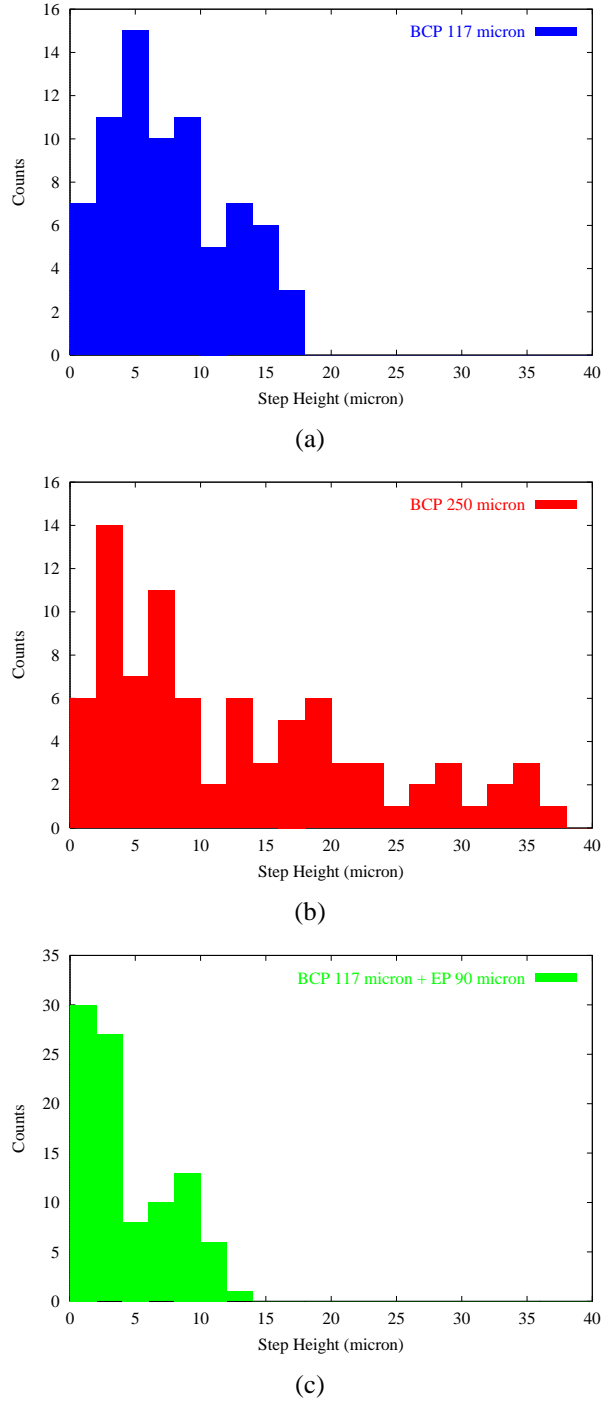 16
BCP 117 micron
14
12
10
8
6
4
2
0
Counts
0 5 10 15 20 25 30 35 40
Step Height (micron)
(a)
16
BCP 250 micron
14
12
10
8
6
4
2
0
Counts
0 5 10 15 20 25 30 35 40
Step Height (micron)
(b)
35
BCP 117 micron + EP 90 micron
30
25
20
15
10
5
0
Counts
0 5 10 15 20 25 30 35 40
Step Height (micron)
(c)